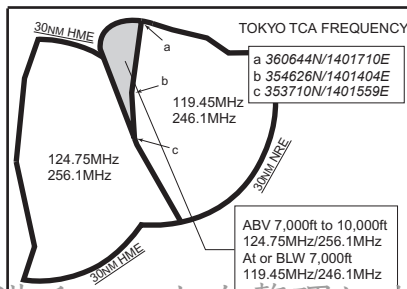 TOKYO TCA FREQUENCY
30NM HME
a 360644N/1401710E
b 354626N/1401404E
c 353710N/1401559E
a
b
c
119.45MHz
246.1MHz
124.75MHz
256.1MHz
30NM NRE
30NM HME
ABV 7,000ft to 10,000ft
124.75MHz/256.1MHz
At or BLW 7,000ft
119.45MHz/246.1MHz